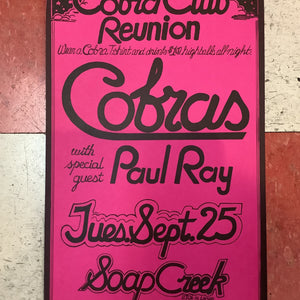 Cobra Club
Reunion
Wear a Cobra T-shirt and drink $1.50 highballs all night
Cobras
with
special
guest
Paul Ray
Tues. Sept. 25
Soap Creek